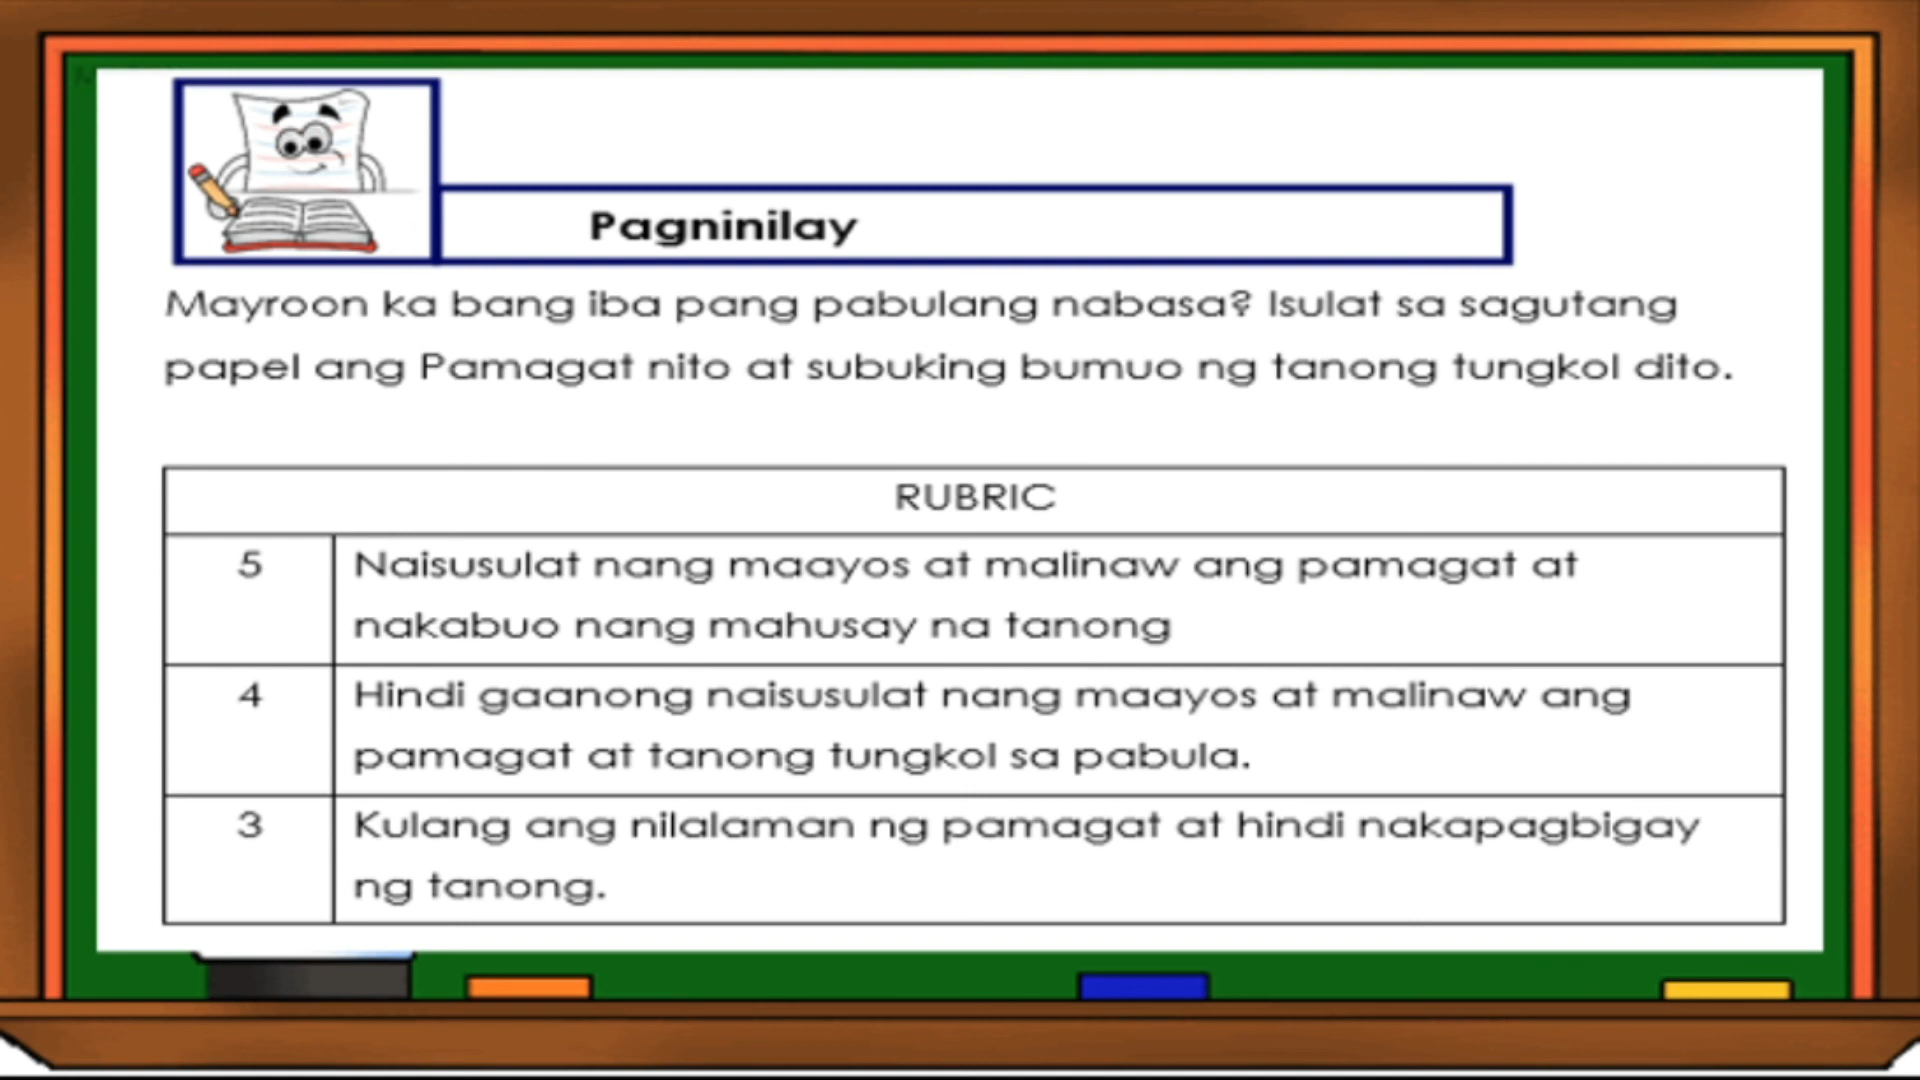 Pagninilay
Mayroon ka bang iba pang pabulang nabasa? Isulat sa sagutang
papel ang Pamagat nito at subuking bumuo ng tanong tungkol dito.
RUBRIC
5
Naisusulat nang maayos at malinaw ang pamagat at
nakabuo nang mahusay na tanong
4
Hindi gaanong naisusulat nang maayos at malinaw ang
pamagat at tanong tungkol sa pabula.
3
Kulang ang nilalaman ng pamagat at hindi nakapagbigay
ng tanong.